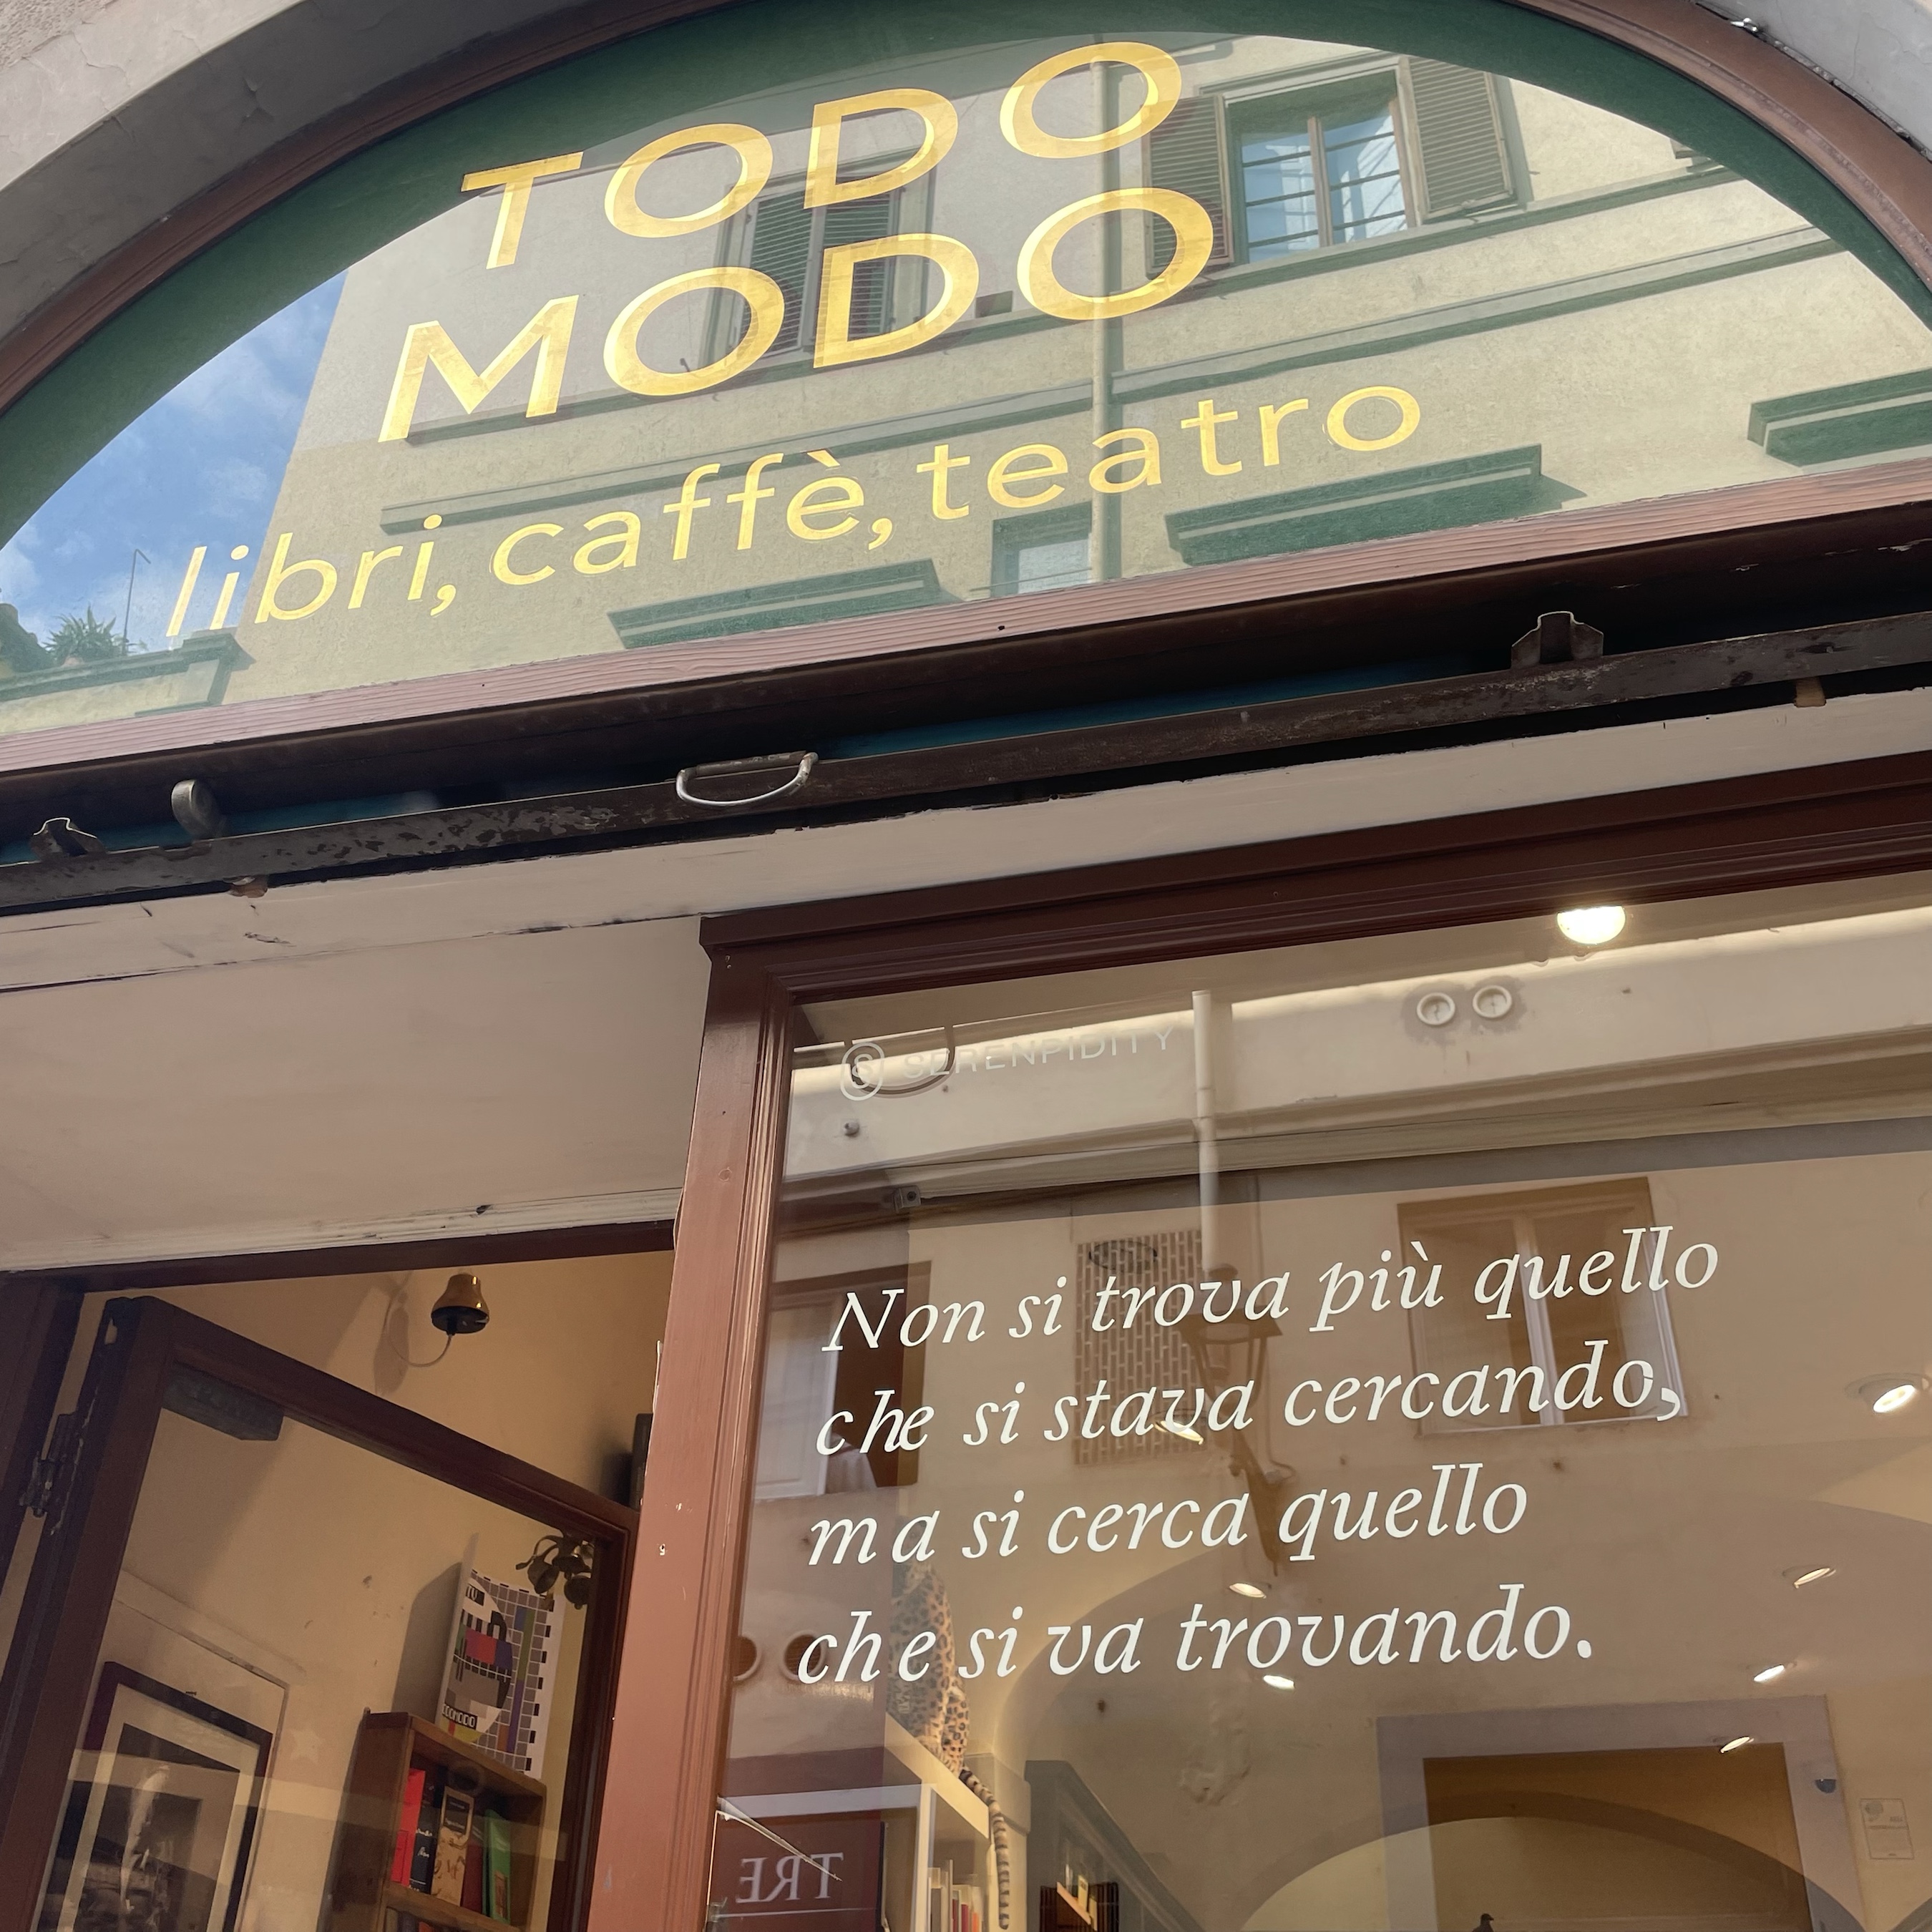 TODO
MODO
libri, caffè, teatro
S SERENPIDITY
Non si trova più quello
che si stava cercando,
ma si cerca quello
che si va trovando.
TRE